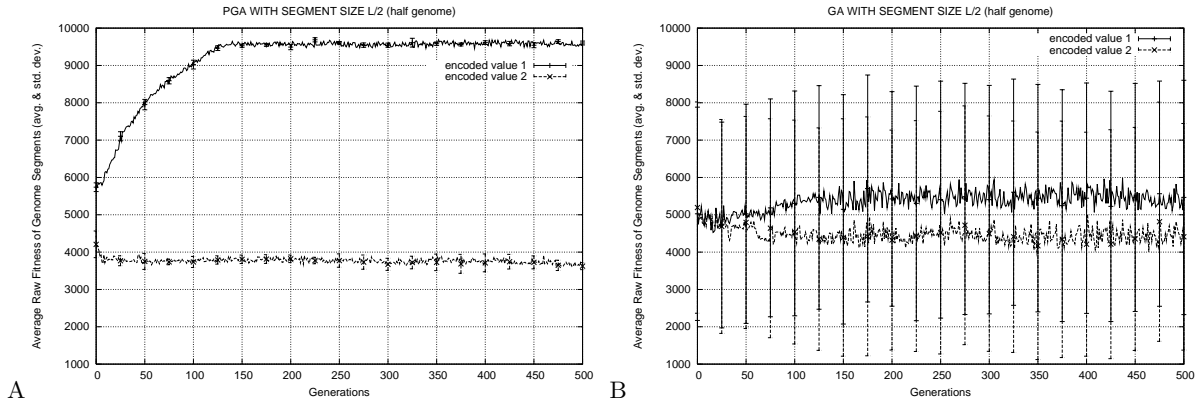 PGA WITH SEGMENT SIZE L/2 (half genome)
Average Raw Fitness of Genome Segments (avg. & std. dev.)
10000
9000
8000
7000
6000
5000
4000
3000
2000
1000
encoded value 1
encoded value 2
0 50 100 150 200 250 300 350 400 450 500
Generations
A
GA WITH SEGMENT SIZE L/2 (half genome)
Average Raw Fitness of Genome Segments (avg. & std. dev.)
10000
9000
8000
7000
6000
5000
4000
3000
2000
1000
encoded value 1
encoded value 2
0 50 100 150 200 250 300 350 400 450 500
Generations
B